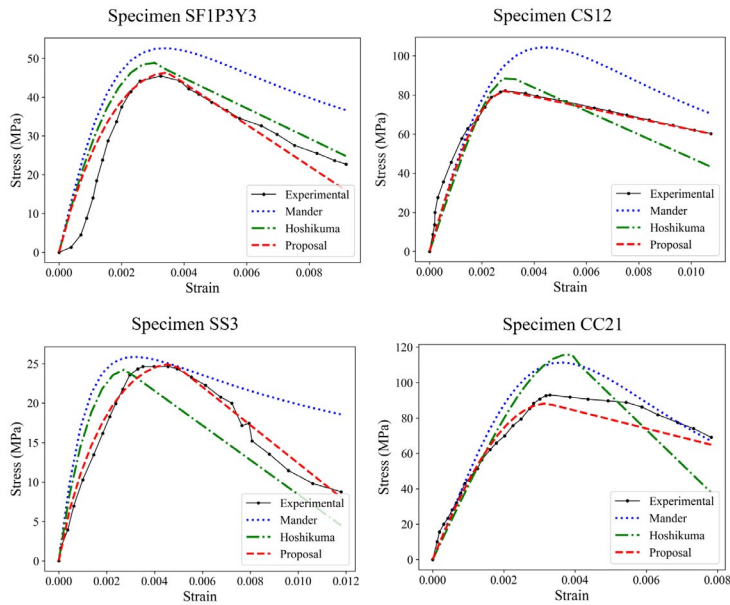 Specimen SF1P3Y3
50
40
30
20
10
0
Stress (MPa)
Experimental
Mander
Hoshikuma
Proposal
0.000 0.002 0.004 0.006 0.008
Strain
Specimen CS12
100
80
60
40
20
0
Stress (MPa)
Experimental
Mander
Hoshikuma
Proposal
0.000 0.002 0.004 0.006 0.008 0.010
Strain
Specimen SS3
25
20
15
10
5
0
Stress (MPa)
Experimental
Mander
Hoshikuma
Proposal
0.000 0.002 0.004 0.006 0.008 0.010 0.012
Strain
Specimen CC21
120
100
80
60
40
20
0
Stress (MPa)
Experimental
Mander
Hoshikuma
Proposal
0.000 0.002 0.004 0.006 0.008
Strain